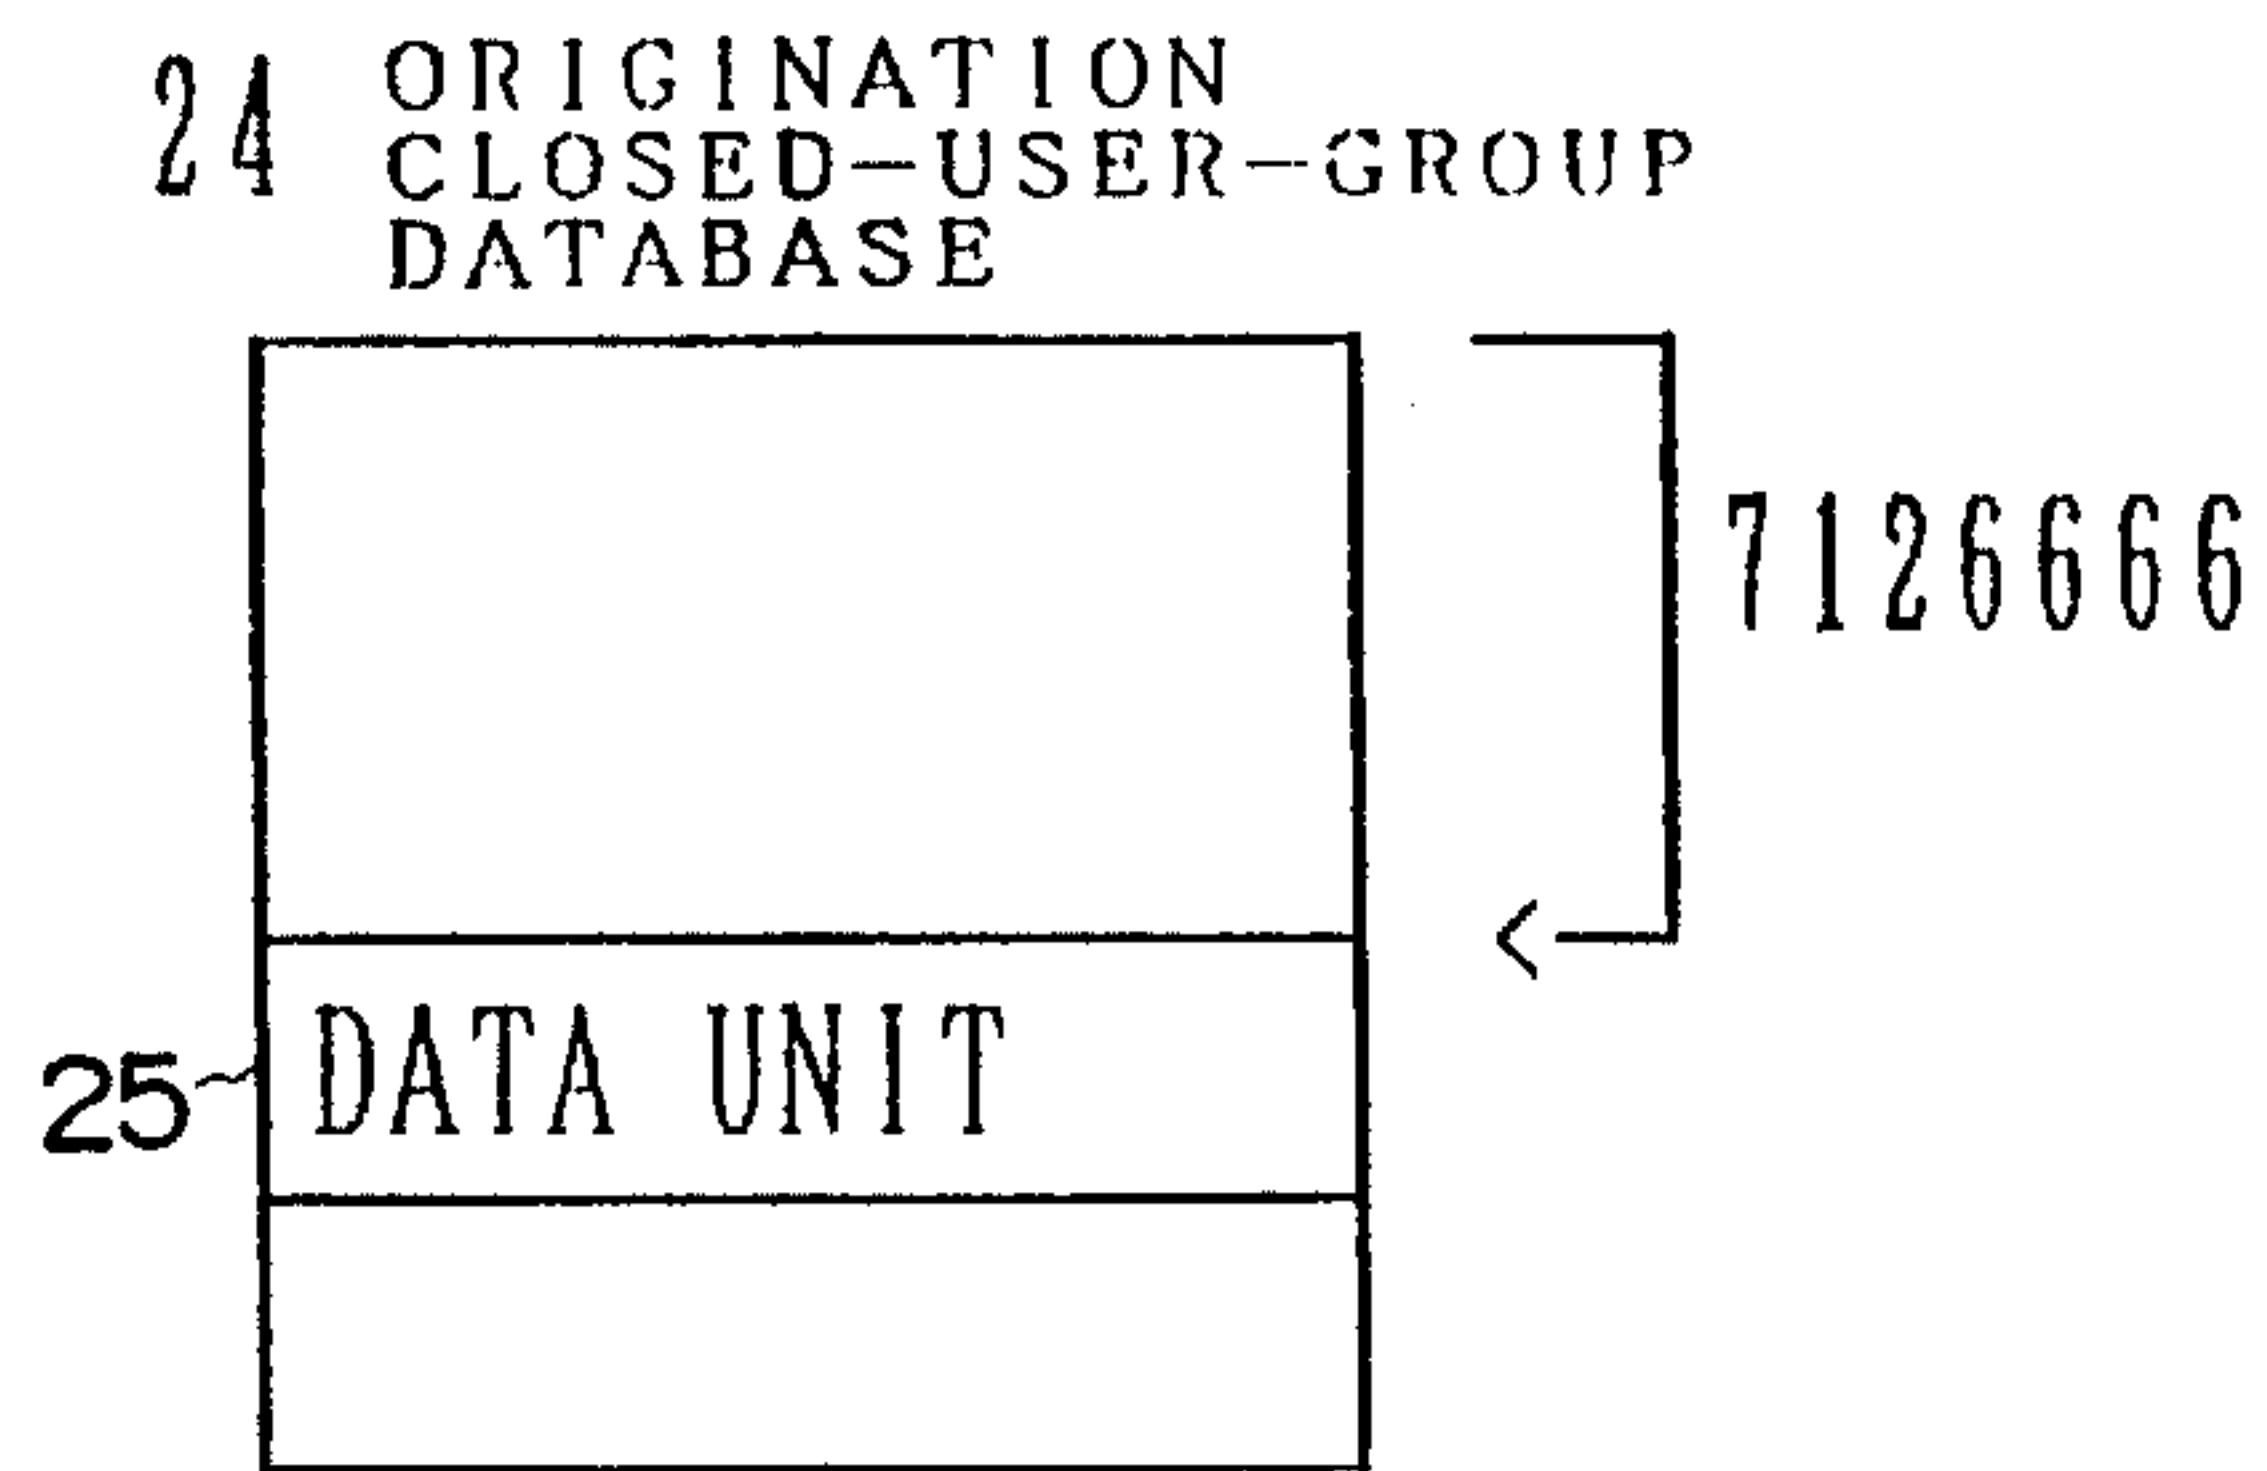 24 ORIGINATION
CLOSED-USER-GROUP
DATABASE
7126666
25 DATA UNIT